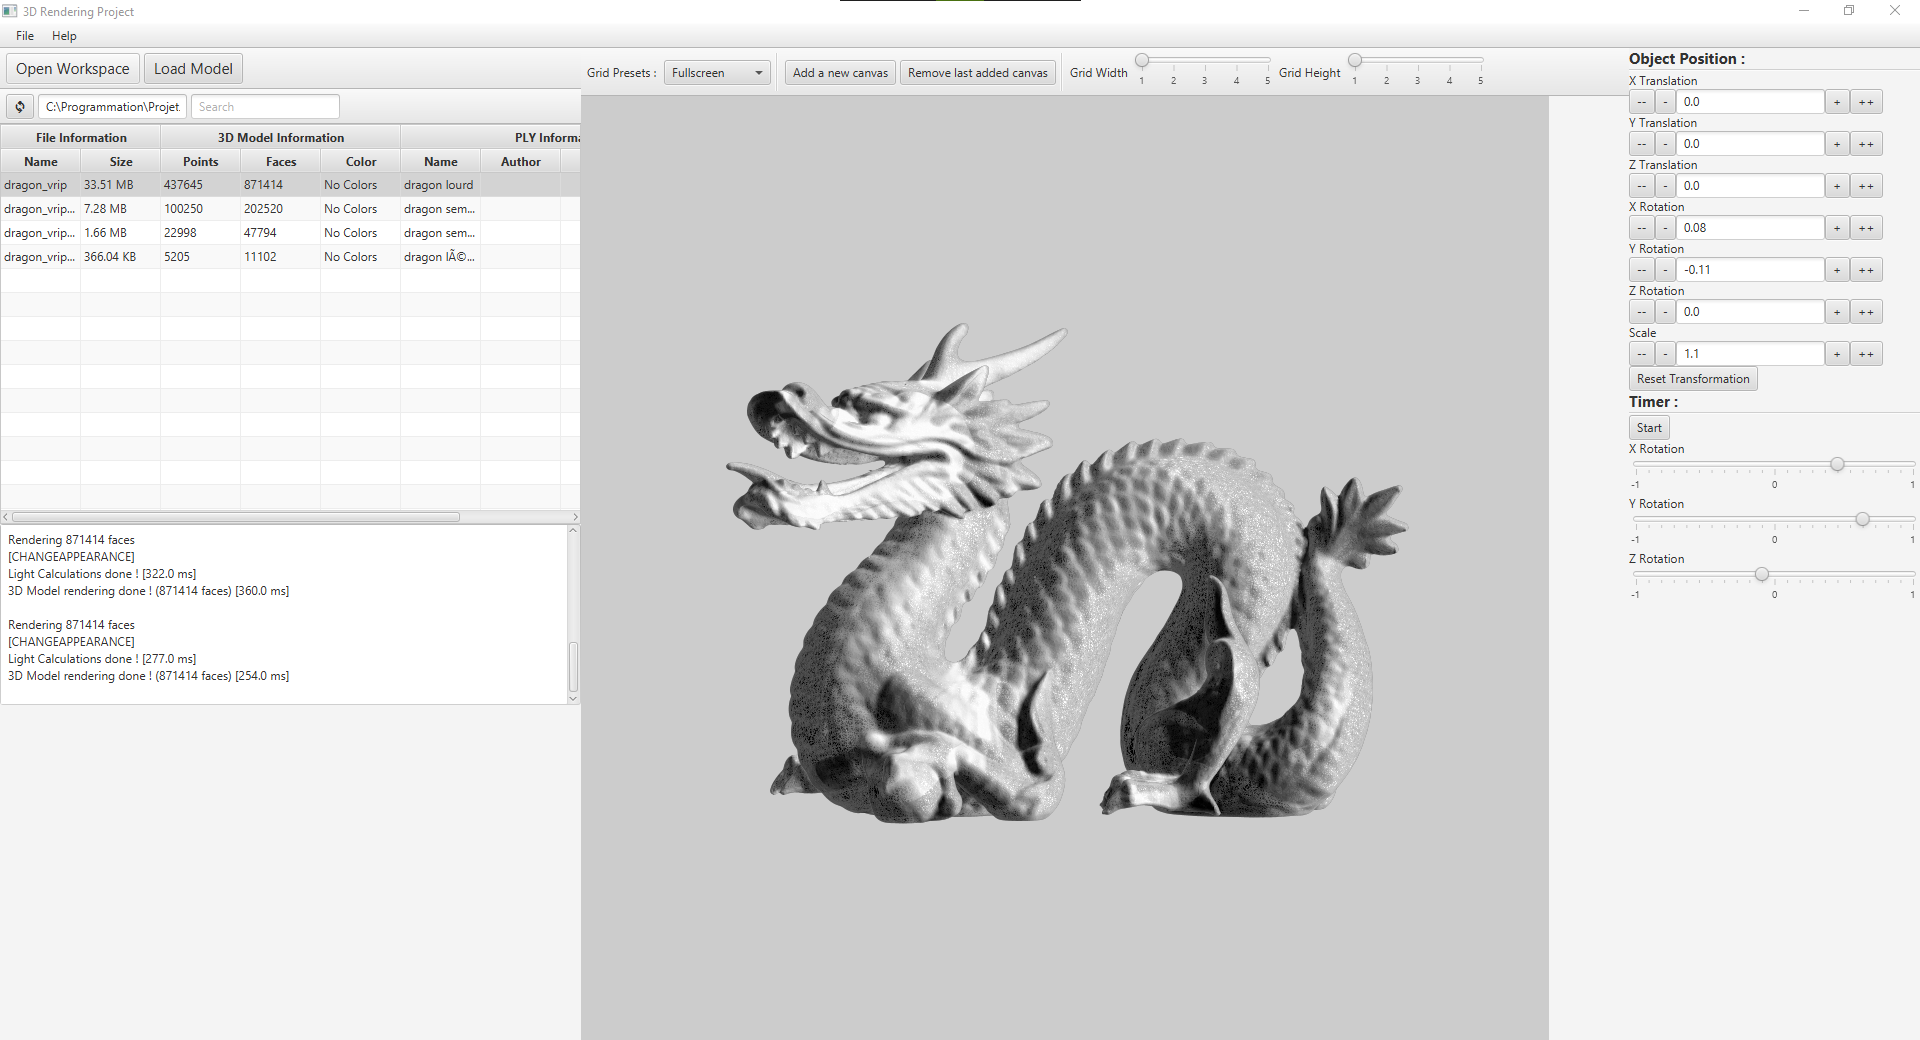 3D Rendering Project
File Help
Open Workspace Load Model
C:\Programmation\Projet. Search
File Information 3D Model Information PLY Informa
Name Size Points Faces Color Name Author
dragon_vrip 33.51 MB 437645 871414 No Colors dragon lourd
dragon_vrip... 7.28 MB 100250 202520 No Colors dragon sem...
dragon_vrip... 1.66 MB 22998 47794 No Colors dragon sem...
dragon_vrip... 366.04 KB 5205 11102 No Colors dragon lÃ©...
Rendering 871414 faces
[CHANGEAPPEARANCE]
Light Calculations done ! [322.0 ms]
3D Model rendering done ! (871414 faces) [360.0 ms]
Rendering 871414 faces
[CHANGEAPPEARANCE]
Light Calculations done ! [277.0 ms]
3D Model rendering done ! (871414 faces) [254.0 ms]
Grid Presets : Fullscreen Add a new canvas Remove last added canvas Grid Width 1 2 3 4 5 Grid Height 1 2 3 4 5
Object Position :
X Translation
-- - 0.0 + ++
Y Translation
-- - 0.0 + ++
Z Translation
-- - 0.0 + ++
X Rotation
-- - 0.08 + ++
Y Rotation
-- - -0.11 + ++
Z Rotation
-- - 0.0 + ++
Scale
-- - 1.1 + ++
Reset Transformation
Timer :
Start
X Rotation
-1 0 1
Y Rotation
-1 0 1
Z Rotation
-1 0 1